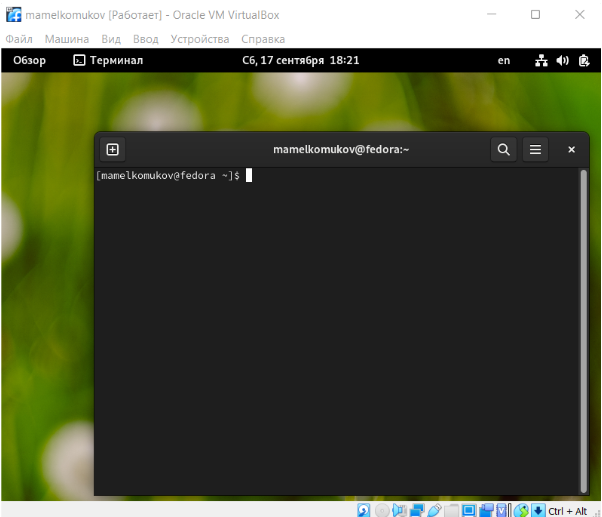 mamelkomukov [Работает] - Oracle VM VirtualBox
Файл Машина Вид Ввод Устройства Справка
Обзор Терминал Сб, 17 сентября 18:21 en
mamelkomukov@fedora:~
[mamelkomukov@fedora ~]$
Ctrl + Alt